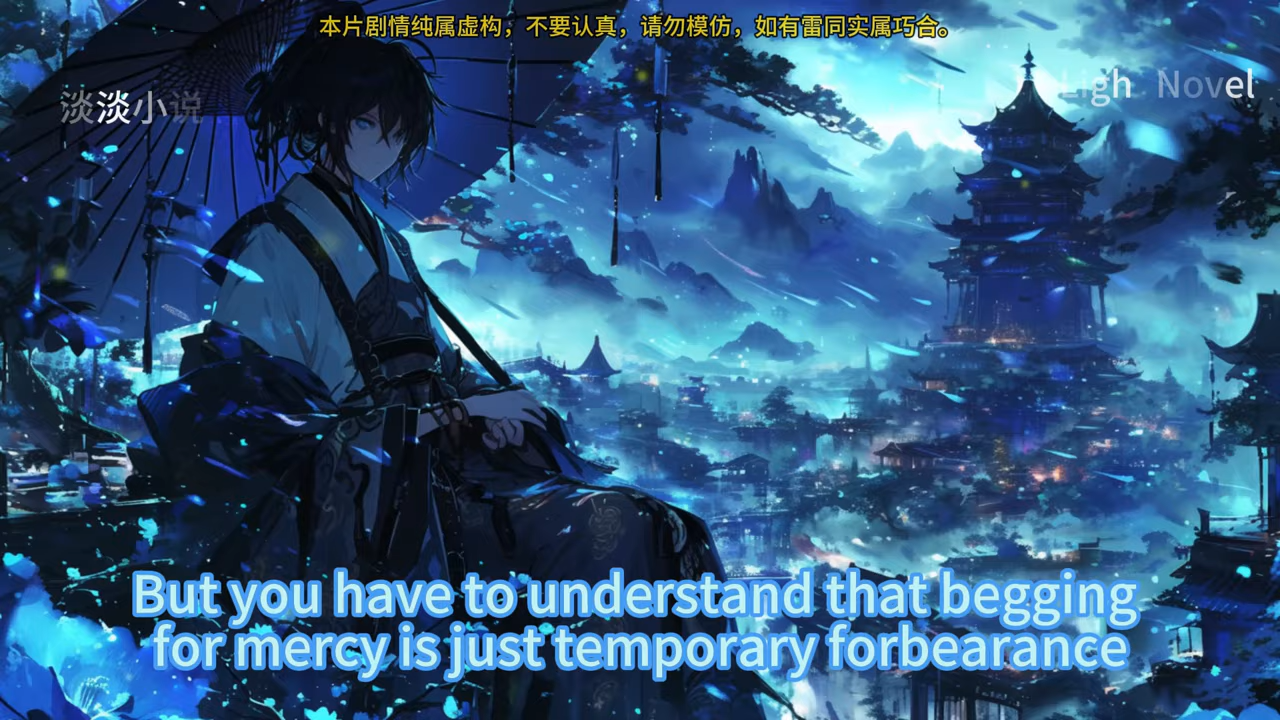 本片剧情纯属虚构，不要认真，请勿模仿，如有雷同实属巧合。
淡淡小说
Ligh Novel
But you have to understand that begging
for mercy is just temporary forbearance